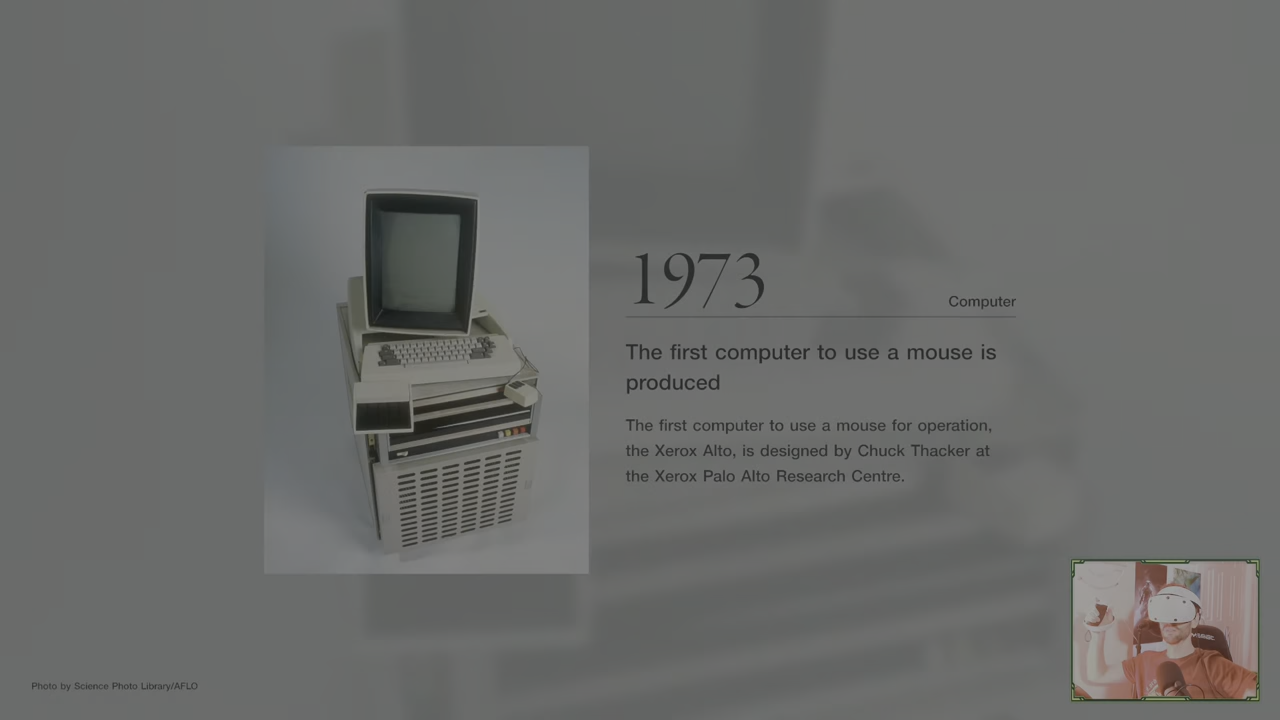 1973
Computer
The first computer to use a mouse is
produced
The first computer to use a mouse for operation,
the Xerox Alto, is designed by Chuck Thacker at
the Xerox Palo Alto Research Centre.
Photo by Science Photo Library/AFLO